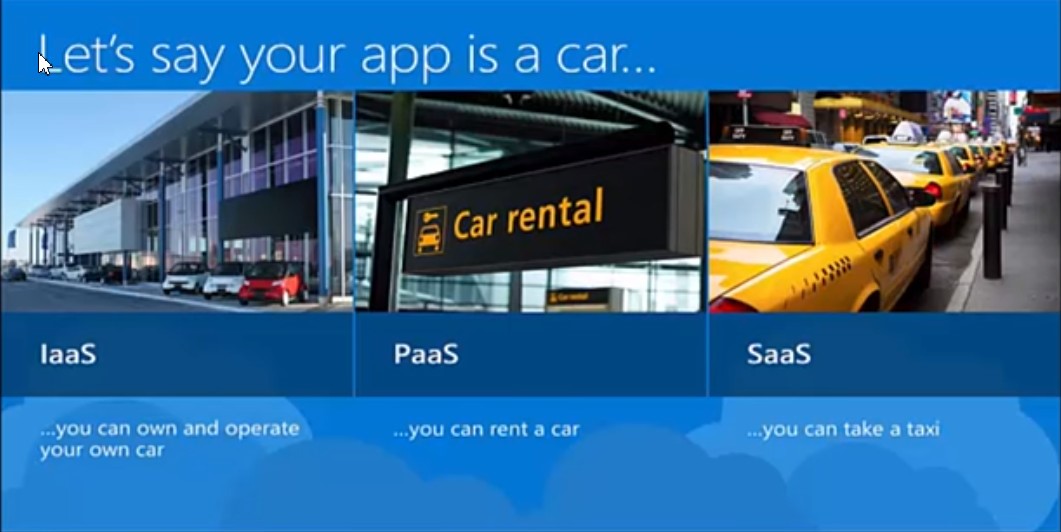 Let's say your app is a car...
Car rental
Car rental
IaaS
PaaS
SaaS
...you can own and operate
your own car
...you can rent a car
...you can take a taxi